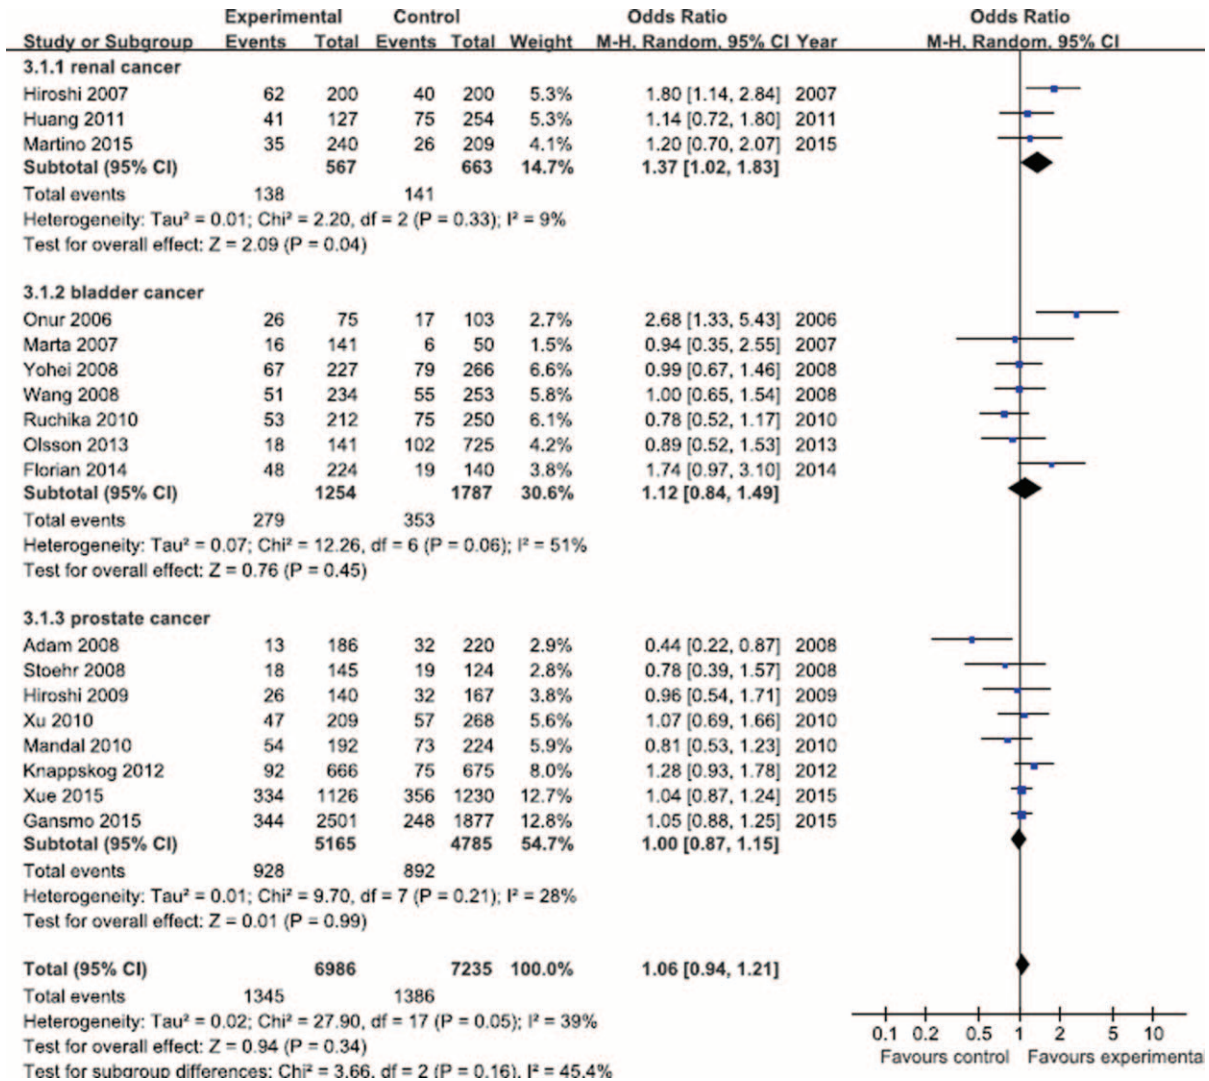 Experimental Control Odds Ratio Odds Ratio
Study or Subgroup Events Total Events Total Weight M-H, Random, 95% CI Year M-H, Random, 95% CI
3.1.1 renal cancer
Hiroshi 2007 62 200 40 200 5.3% 1.80 [1.14, 2.84] 2007
Huang 2011 41 127 75 254 5.3% 1.14 [0.72, 1.80] 2011
Martino 2015 35 240 26 209 4.1% 1.20 [0.70, 2.07] 2015
Subtotal (95% CI) 567 663 14.7% 1.37 [1.02, 1.83]
Total events 138 141
Heterogeneity: Tau² = 0.01; Chi² = 2.20, df = 2 (P = 0.33); I² = 9%
Test for overall effect: Z = 2.09 (P = 0.04)
3.1.2 bladder cancer
Onur 2006 26 75 17 103 2.7% 2.68 [1.33, 5.43] 2006
Marta 2007 16 141 6 50 1.5% 0.94 [0.35, 2.55] 2007
Yohei 2008 67 227 79 266 6.6% 0.99 [0.67, 1.46] 2008
Wang 2008 51 234 55 253 5.8% 1.00 [0.65, 1.54] 2008
Ruchika 2010 53 212 75 250 6.1% 0.78 [0.52, 1.17] 2010
Olsson 2013 18 141 102 725 4.2% 0.89 [0.52, 1.53] 2013
Florian 2014 48 224 19 140 3.8% 1.74 [0.97, 3.10] 2014
Subtotal (95% CI) 1254 1787 30.6% 1.12 [0.84, 1.49]
Total events 279 353
Heterogeneity: Tau² = 0.07; Chi² = 12.26, df = 6 (P = 0.06); I² = 51%
Test for overall effect: Z = 0.76 (P = 0.45)
3.1.3 prostate cancer
Adam 2008 13 186 32 220 2.9% 0.44 [0.22, 0.87] 2008
Stoehr 2008 18 145 19 124 2.8% 0.78 [0.39, 1.57] 2008
Hiroshi 2009 26 140 32 167 3.8% 0.96 [0.54, 1.71] 2009
Xu 2010 47 209 57 268 5.6% 1.07 [0.69, 1.66] 2010
Mandal 2010 54 192 73 224 5.9% 0.81 [0.53, 1.23] 2010
Knappskog 2012 92 666 75 675 8.0% 1.28 [0.93, 1.78] 2012
Xue 2015 334 1126 356 1230 12.7% 1.04 [0.87, 1.24] 2015
Gansmo 2015 344 2501 248 1877 12.8% 1.05 [0.88, 1.25] 2015
Subtotal (95% CI) 5165 4785 54.7% 1.00 [0.87, 1.15]
Total events 928 892
Heterogeneity: Tau² = 0.01; Chi² = 9.70, df = 7 (P = 0.21); I² = 28%
Test for overall effect: Z = 0.01 (P = 0.99)
Total (95% CI) 6986 7235 100.0% 1.06 [0.94, 1.21]
Total events 1345 1386
Heterogeneity: Tau² = 0.02; Chi² = 27.90, df = 17 (P = 0.05); I² = 39%
Test for overall effect: Z = 0.94 (P = 0.34)
Test for subgroup differences: Chi² = 3.66, df = 2 (P = 0.16), I² = 45.4%
0.1 0.2 0.5 1 2 5 10
Favours control Favours experimental